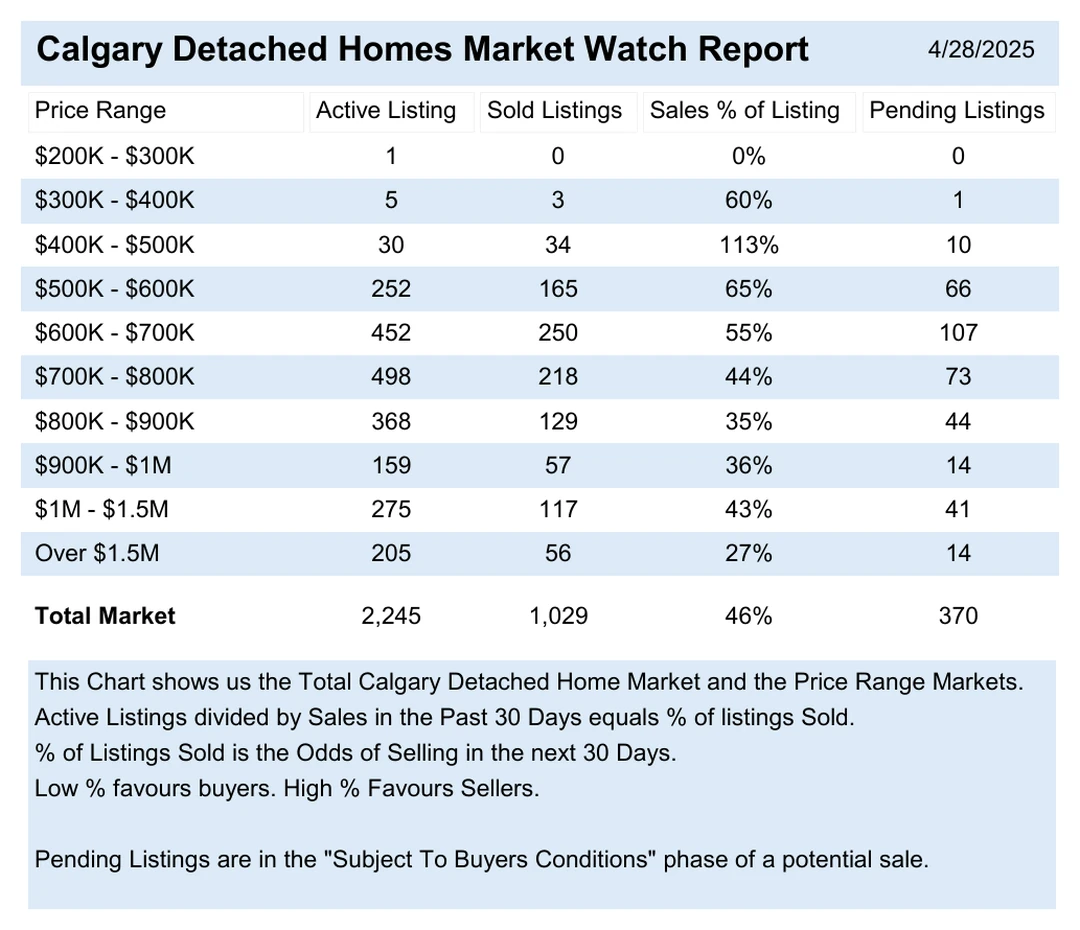 Calgary Detached Homes Market Watch Report 4/28/2025
Price Range Active Listing Sold Listings Sales % of Listing Pending Listings
$200K - $300K 1 0 0% 0
$300K - $400K 5 3 60% 1
$400K - $500K 30 34 113% 10
$500K - $600K 252 165 65% 66
$600K - $700K 452 250 55% 107
$700K - $800K 498 218 44% 73
$800K - $900K 368 129 35% 44
$900K - $1M 159 57 36% 14
$1M - $1.5M 275 117 43% 41
Over $1.5M 205 56 27% 14
Total Market 2,245 1,029 46% 370
This Chart shows us the Total Calgary Detached Home Market and the Price Range Markets.
Active Listings divided by Sales in the Past 30 Days equals % of listings Sold.
% of Listings Sold is the Odds of Selling in the next 30 Days.
Low % favours buyers. High % Favours Sellers.
Pending Listings are in the "Subject To Buyers Conditions" phase of a potential sale.